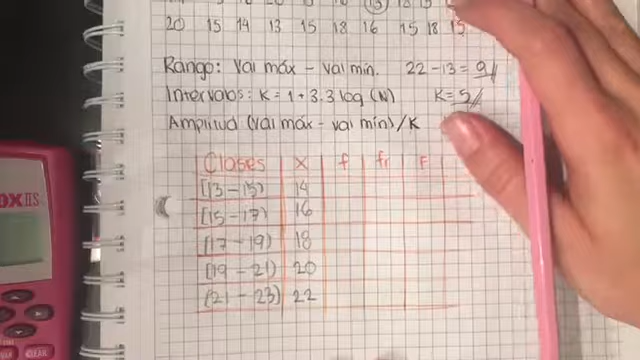 20 15 14 13 15 18 16 15 18 15
Rango: Val máx - val mín. 22-13=9//
Intervalos: K = 1+3.3 log (N) K=5//
Amplitud (val máx - val mín)/K
Clases x f fr F
[13-15) 14
[15-17) 16
[17-19) 18
[19-21) 20
[21-23) 22
CLEAR